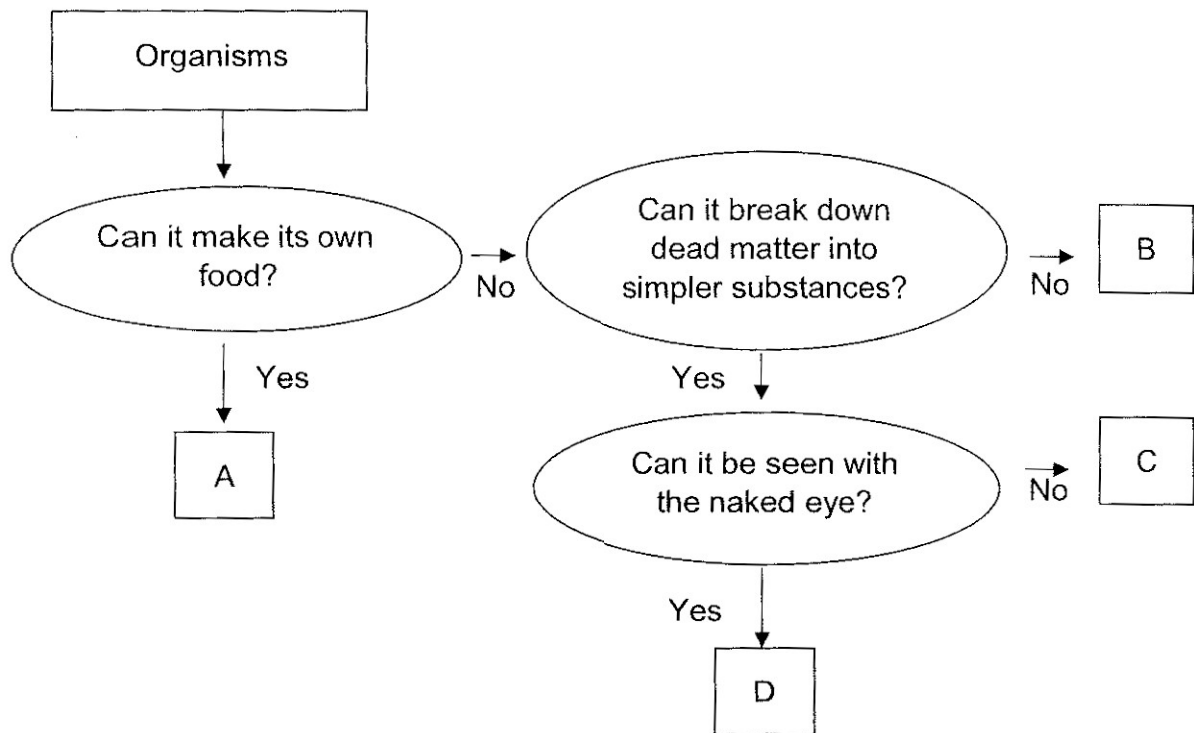 Organisms
Can it make its own
food?
No
Can it break down
dead matter into
simpler substances?
No
B
Yes
A
Yes
Can it be seen with
the naked eye?
No
C
Yes
D